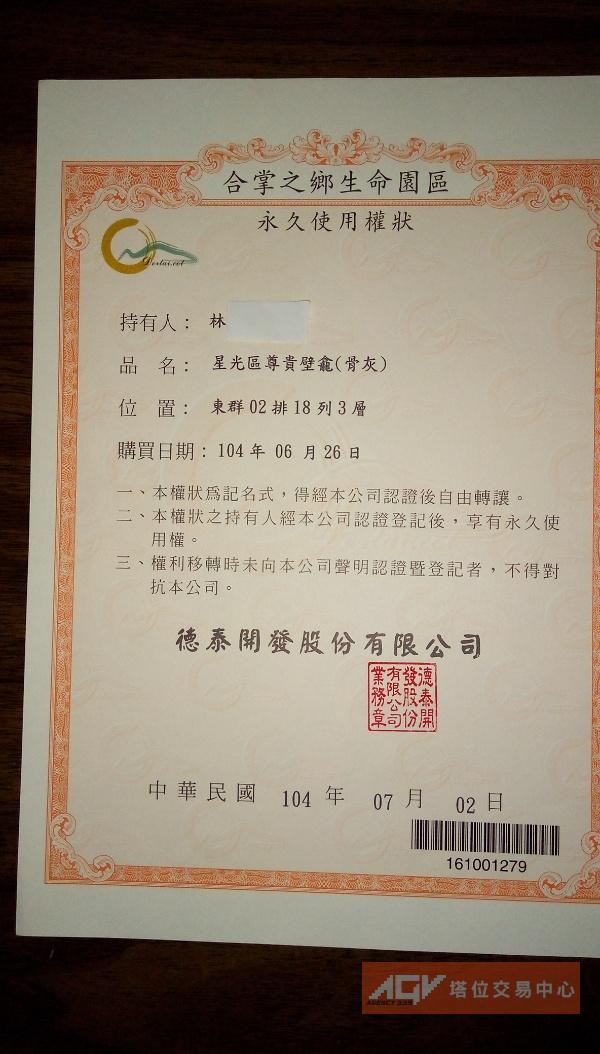 合掌之鄉生命園區
永久使用權狀
持有人：林
品 名：星光區尊貴壁龕(骨灰)
位 置：東群02排18列3層
購買日期：104年 06 月26日
一、本權狀為記名式，得經本公司認證後自由轉讓。
二、本權狀之持有人經本公司認證登記後，享有永久使
用權。
三、權利移轉時未向本公司聲明認證暨登記者，不得對
抗本公司。
德泰開發股份有限公司
德泰開
發股份
有限公司
業務章
中華民國 104 年 07 月 02 日
161001279
AGV 塔位交易中心